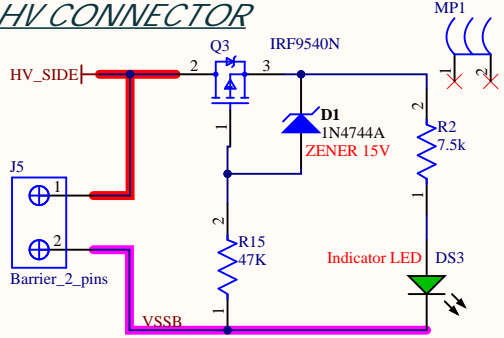 HV CONNECTOR
MP1
Q3
IRF9540N
HV_SIDE
2
3
1
2
D1
1N4744A
ZENER 15V
1
2
R2
7.5k
1
J5
1
2
Barrier_2_pins
2
R15
47K
1
Indicator LED
DS3
VSSB